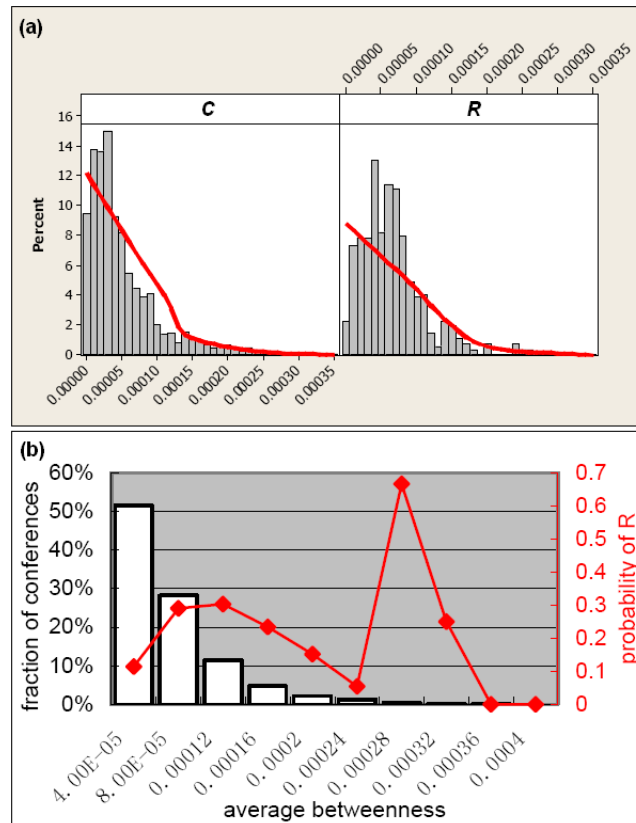 (a)
0.00000 0.00005 0.00010 0.00015 0.00020 0.00025 0.00030 0.00035
C R
16
14
12
10
8
6
4
2
0
Percent
0.00000 0.00005 0.00010 0.00015 0.00020 0.00025 0.00030 0.00035
(b)
60%
50%
40%
30%
20%
10%
0%
fraction of conferences
0.7
0.6
0.5
0.4
0.3
0.2
0.1
0
probability of R
4.00E-05 8.00E-05 0.00012 0.00016 0.0002 0.00024 0.00028 0.00032 0.00036 0.0004
average betweenness